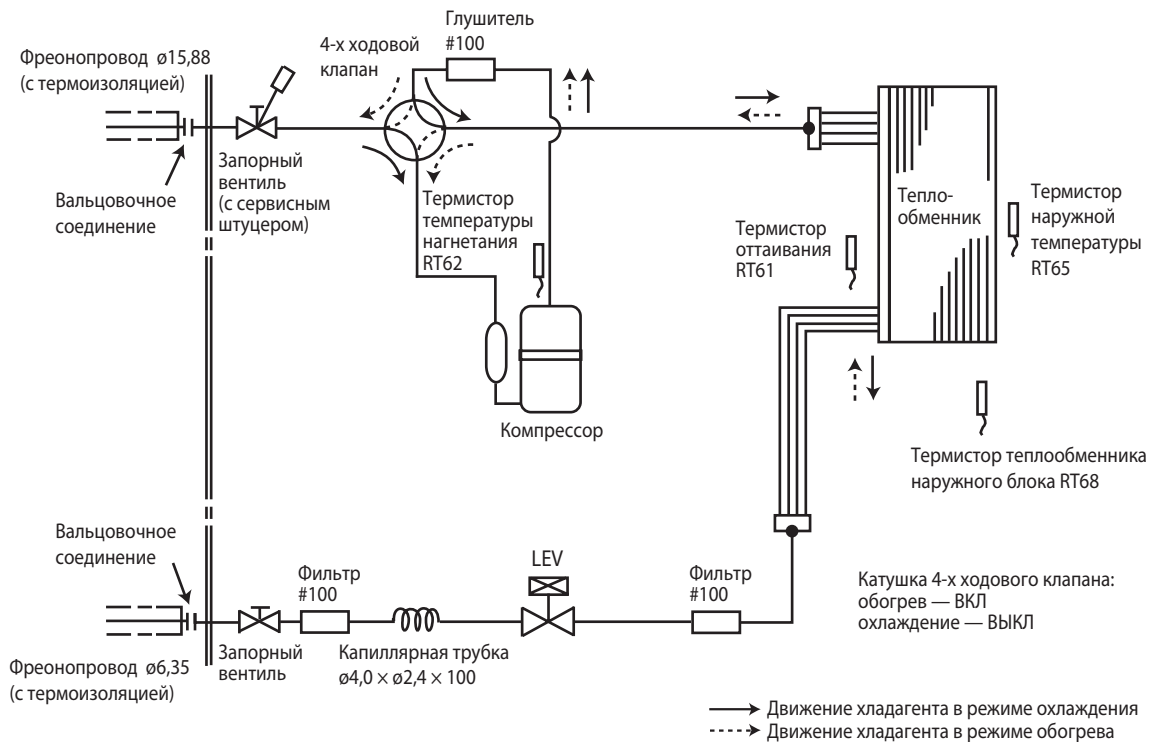 Глушитель
#100
4-х ходовой
клапан
Фреонопровод ø15,88
(с термоизоляцией)
Запорный
вентиль
(с сервисным
штуцером)
Вальцовочное
соединение
Термистор
температуры
нагнетания
RT62
Тепло-
обменник
Термистор
наружной
температуры
RT65
Термистор
оттаивания
RT61
Компрессор
Термистор теплообменника
наружного блока RT68
Вальцовочное
соединение
Фильтр
#100
LEV
Фильтр
#100
Катушка 4-х ходового клапана:
обогрев — ВКЛ
охлаждение — ВЫКЛ
Фреонопровод ø6,35
(с термоизоляцией)
Запорный
вентиль
Капиллярная трубка
ø4,0 × ø2,4 × 100
Движение хладагента в режиме охлаждения
Движение хладагента в режиме обогрева